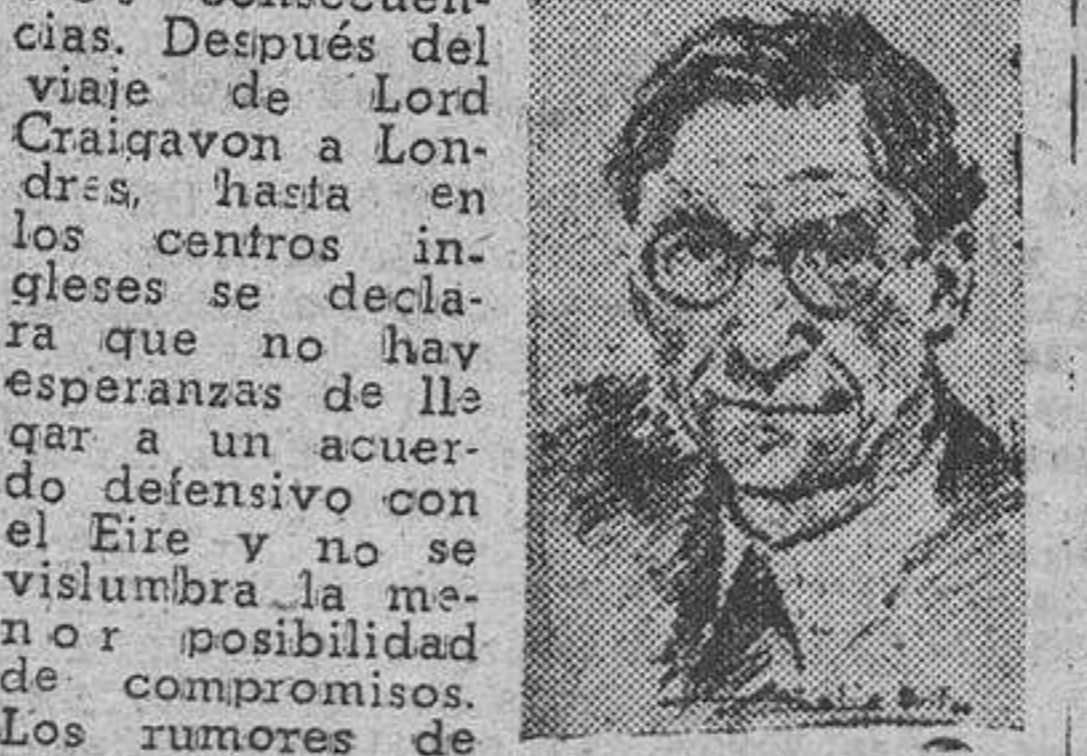 consecuen-
cias. Después del
viaje de Lord
Craigavon a Lon-
dres, hasta en
los centros in-
gleses se decla-
ra que no hay
esperanzas de lle
gar a un acuer-
do defensivo con
el Eire y no se
vislumbra la me-
nor posibilidad
de compromisos.
Los rumores de